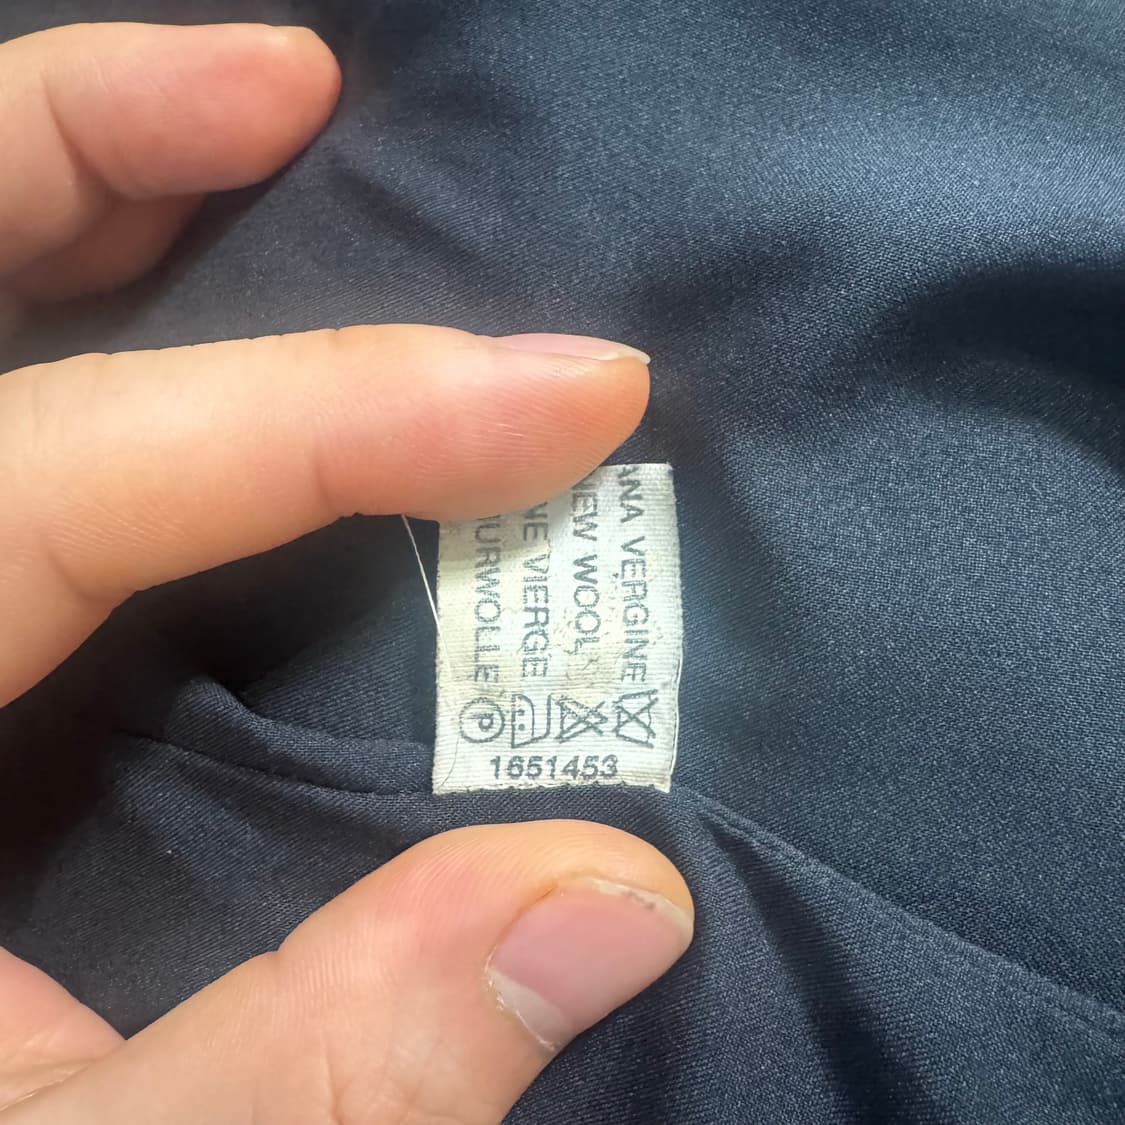 ANA VERGINE
NEW WOOL
NE VIERGE
URWOLLE
P
1651453